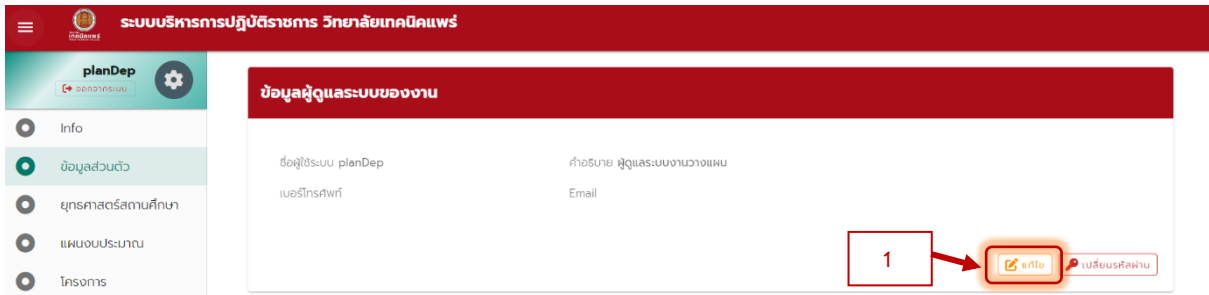 ระบบบริหารการปฏิบัติราชการ วิทยาลัยเทคนิคแพร่
เทคนิคแพร่
planDep
ออกจากระบบ
ข้อมูลผู้ดูแลระบบของงาน
Info
ข้อมูลส่วนตัว
ยุทธศาสตร์สถานศึกษา
แผนงบประมาณ
โครงการ
ชื่อผู้ใช้ระบบ planDep คำอธิบาย ผู้ดูแลระบบงานวางแผน
เบอร์โทรศัพท์ Email
1
แก้ไข เปลี่ยนรหัสผ่าน